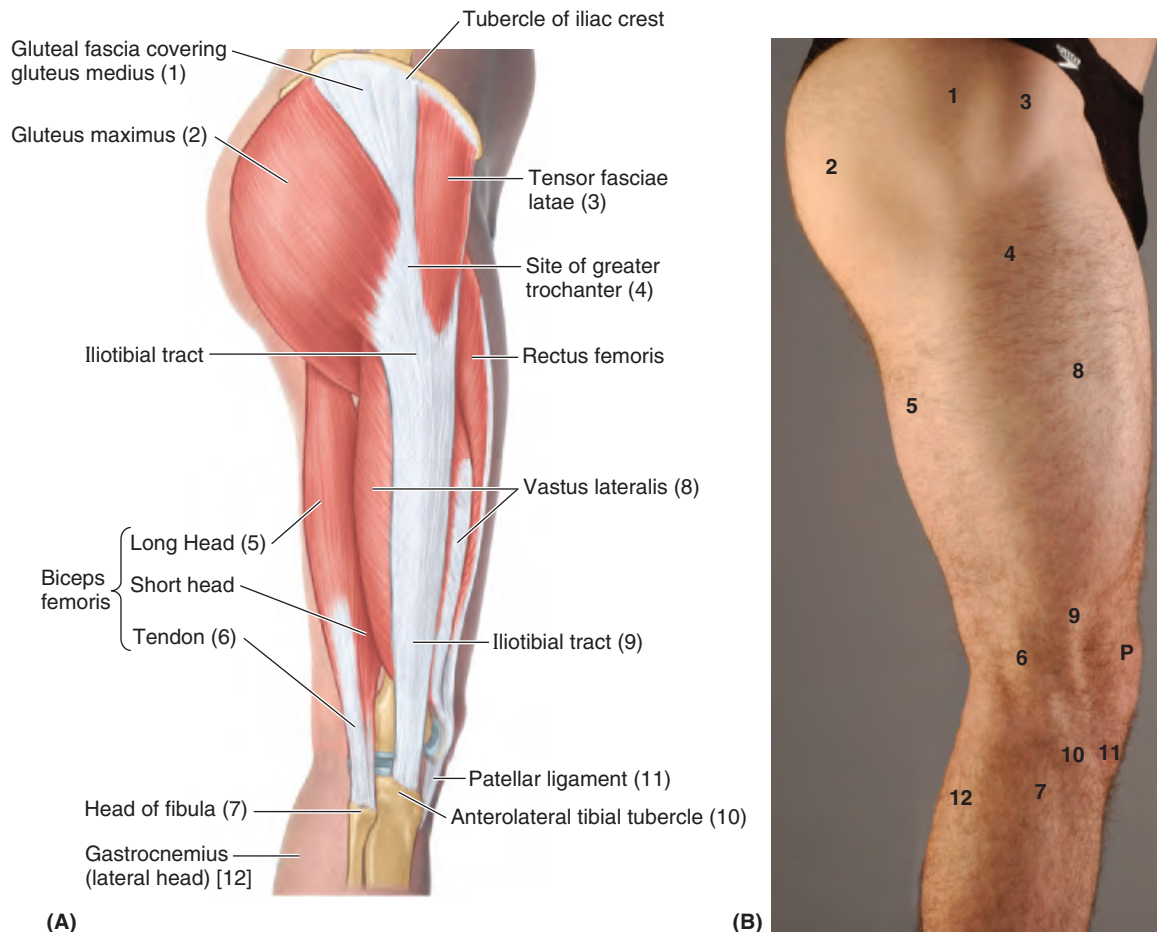 Tubercle of iliac crest
Gluteal fascia covering
gluteus medius (1)
Gluteus maximus (2)
Tensor fasciae
latae (3)
Site of greater
trochanter (4)
Iliotibial tract
Rectus femoris
Vastus lateralis (8)
Biceps
femoris
Long Head (5)
Short head
Tendon (6)
Iliotibial tract (9)
Patellar ligament (11)
Head of fibula (7)
Anterolateral tibial tubercle (10)
Gastrocnemius
(lateral head) [12]
(A)
1
3
2
4
8
5
9
6
P
10
11
7
12
(B)